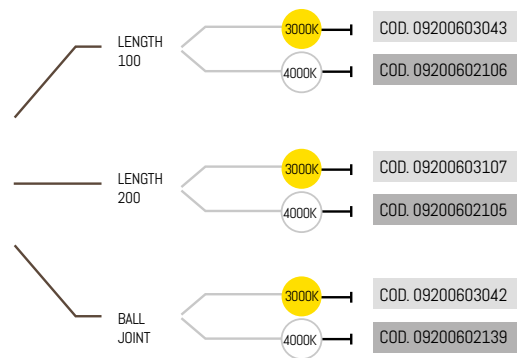 LENGTH
100
3000K
COD. 09200603043
4000K
COD. 09200602106
LENGTH
200
3000K
COD. 09200603107
4000K
COD. 09200602105
BALL
JOINT
3000K
COD. 09200603042
4000K
COD. 09200602139